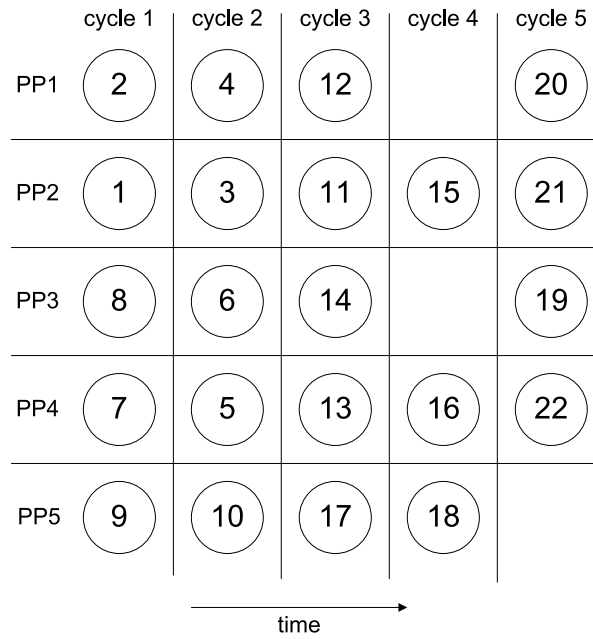 cycle 1 cycle 2 cycle 3 cycle 4 cycle 5
PP1 2 4 12 20
PP2 1 3 11 15 21
PP3 8 6 14 19
PP4 7 5 13 16 22
PP5 9 10 17 18
time